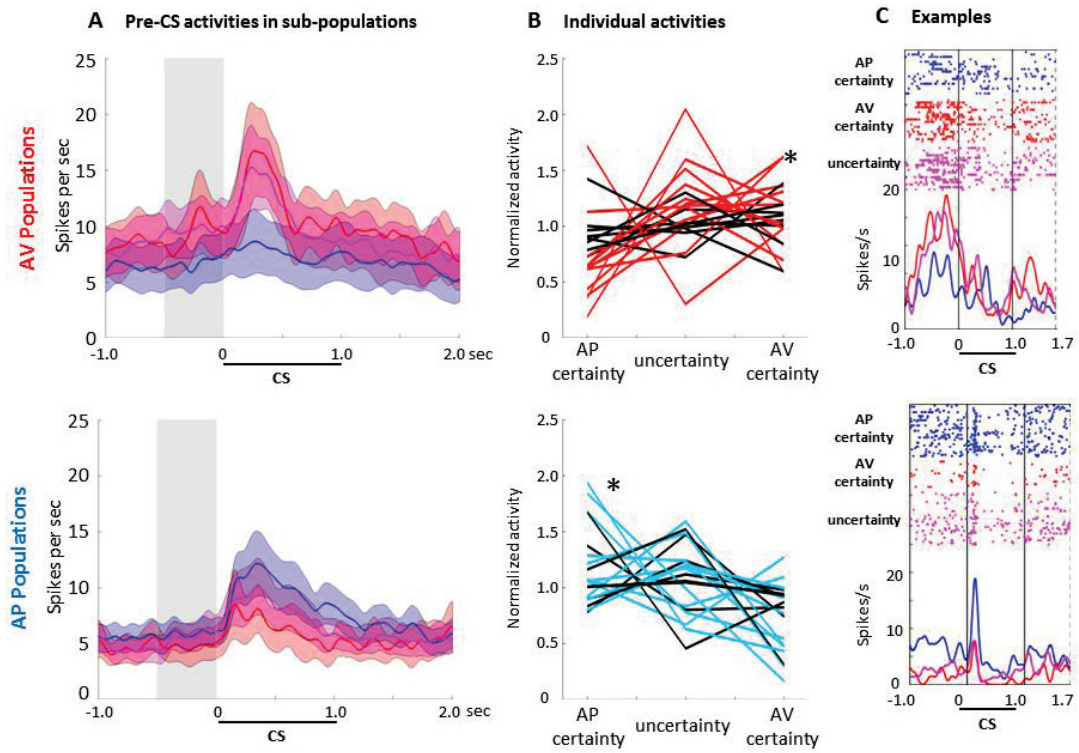 A Pre-CS activities in sub-populations
B Individual activities
C Examples
AV Populations
Spikes per sec
25
20
15
10
5
0
-1.0
0
1.0
2.0 sec
CS
Normalized activity
2.5
2.0
1.5
1.0
0.5
0
*
AP
certainty
uncertainty
AV
certainty
AP
certainty
AV
certainty
uncertainty
Spikes/s
20
10
0
-1.0
0
1.0
1.7
CS
AP Populations
Spikes per sec
25
20
15
10
5
0
-1.0
0
1.0
2.0 sec
CS
Normalized activity
2.5
2.0
1.5
1.0
0.5
0
*
AP
certainty
uncertainty
AV
certainty
AP
certainty
AV
certainty
uncertainty
Spikes/s
20
10
0
-1.0
0
1.0
1.7
CS